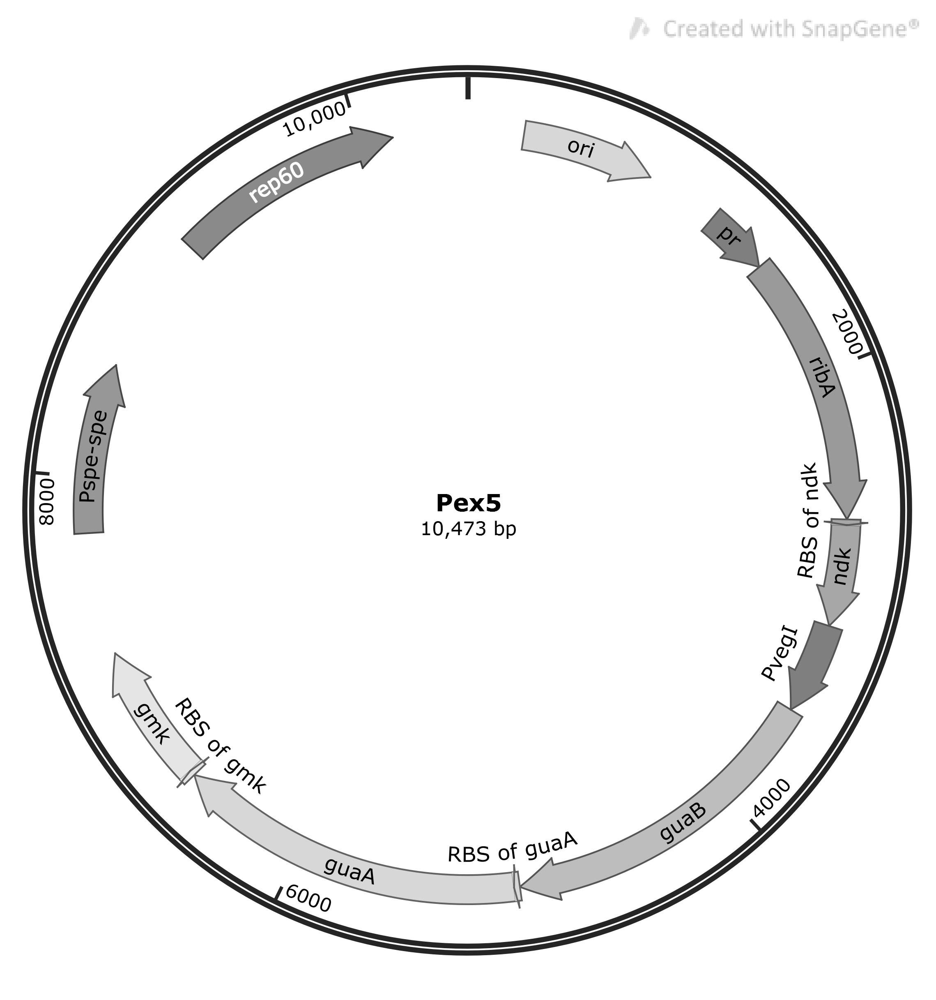 Created with SnapGene®
10,000
ori
rep60
pr
2000
ribA
Pspe-spe
RBS of ndk
8000
Pex5
10,473 bp
ndk
PvegI
gmk
RBS of gmk
4000
guaB
RBS of guaA
guaA
6000